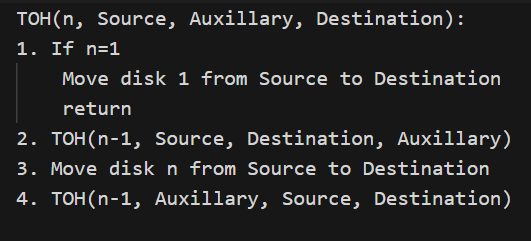 TOH(n, Source, Auxillary, Destination):
1. If n=1
Move disk 1 from Source to Destination
return
2. TOH(n-1, Source, Destination, Auxillary)
3. Move disk n from Source to Destination
4. TOH(n-1, Auxillary, Source, Destination)